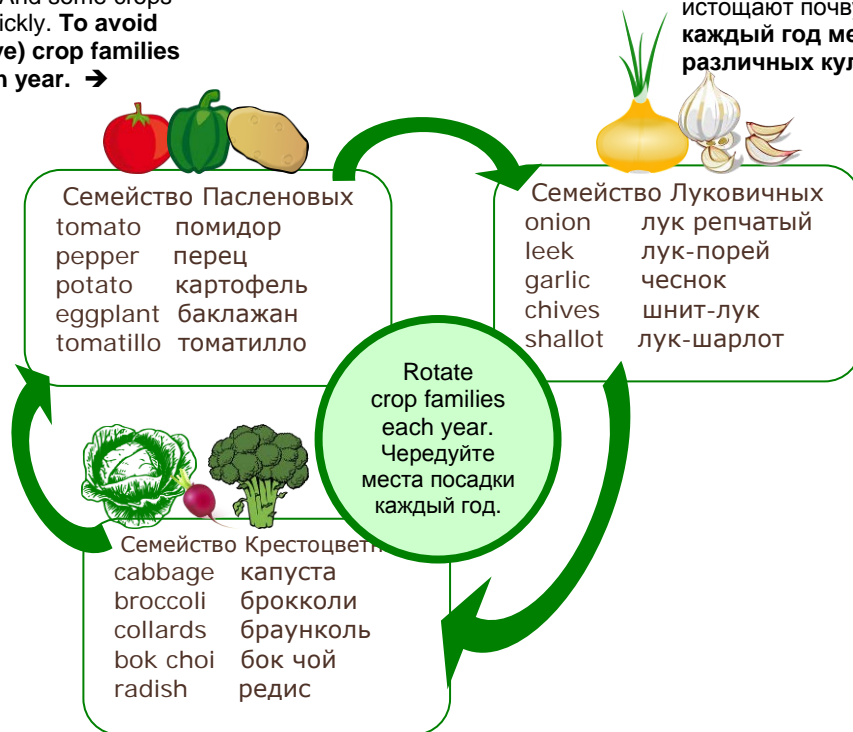 And some crops
ickly. To avoid
e) crop families
year. ➔
истощают почв
каждый год ме
различных кул
Семейство Пасленовых
tomato помидор
pepper перец
potato картофель
eggplant баклажан
tomatillo томатилло
Семейство Луковичных
onion лук репчатый
leek лук-порей
garlic чеснок
chives шнит-лук
shallot лук-шарлот
Rotate
crop families
each year.
Чередуйте
места посадки
каждый год.
Семейство Крестоцветн
cabbage капуста
broccoli брокколи
collards браунколь
bok choi бок чой
radish редис